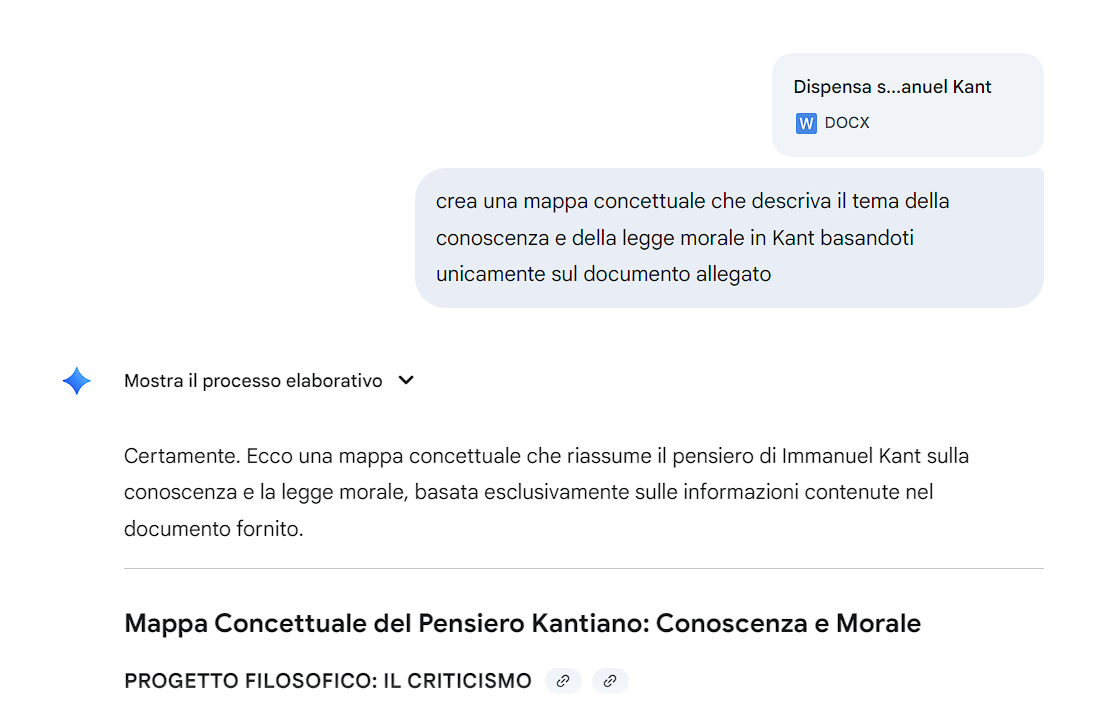 Dispensa s...anuel Kant
W DOCX
crea una mappa concettuale che descriva il tema della
conoscenza e della legge morale in Kant basandoti
unicamente sul documento allegato
Mostra il processo elaborativo
Certamente. Ecco una mappa concettuale che riassume il pensiero di Immanuel Kant sulla
conoscenza e la legge morale, basata esclusivamente sulle informazioni contenute nel
documento fornito.
Mappa Concettuale del Pensiero Kantiano: Conoscenza e Morale
PROGETTO FILOSOFICO: IL CRITICISMO